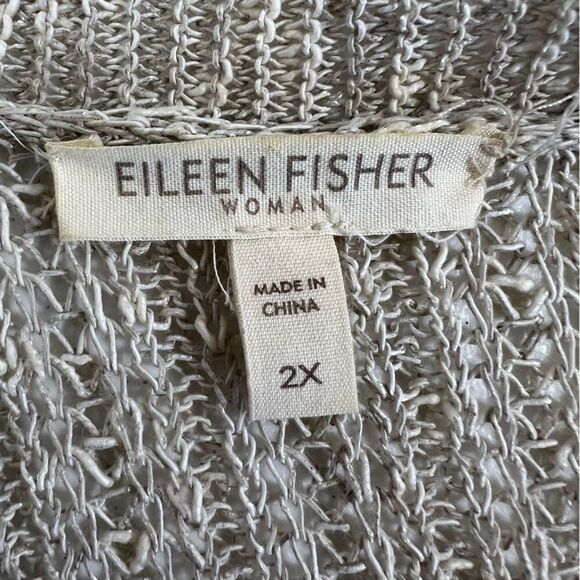 EILEEN FISHER
WOMAN
MADE IN
CHINA
2X